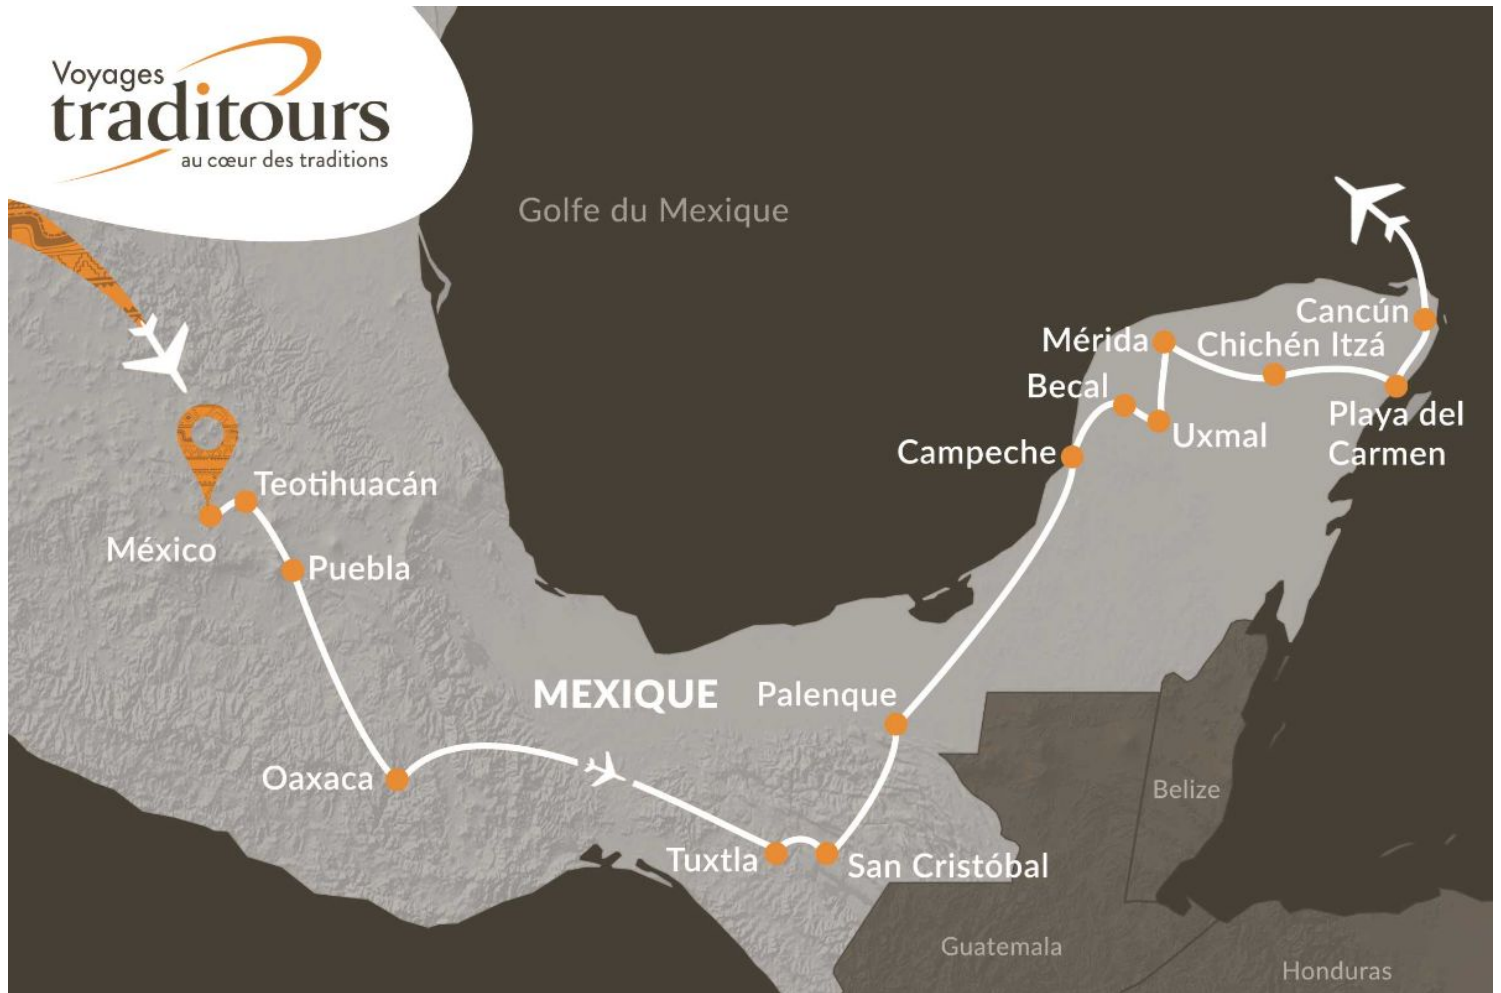 Voyages
traditours
au cœur des traditions
Golfe du Mexique
Cancún
Mérida
Chichén Itzá
Becal
Playa del
Carmen
Uxmal
Campeche
Teotihuacán
México
Puebla
MEXIQUE
Palenque
Oaxaca
Belize
Tuxtla
San Cristóbal
Guatemala
Honduras